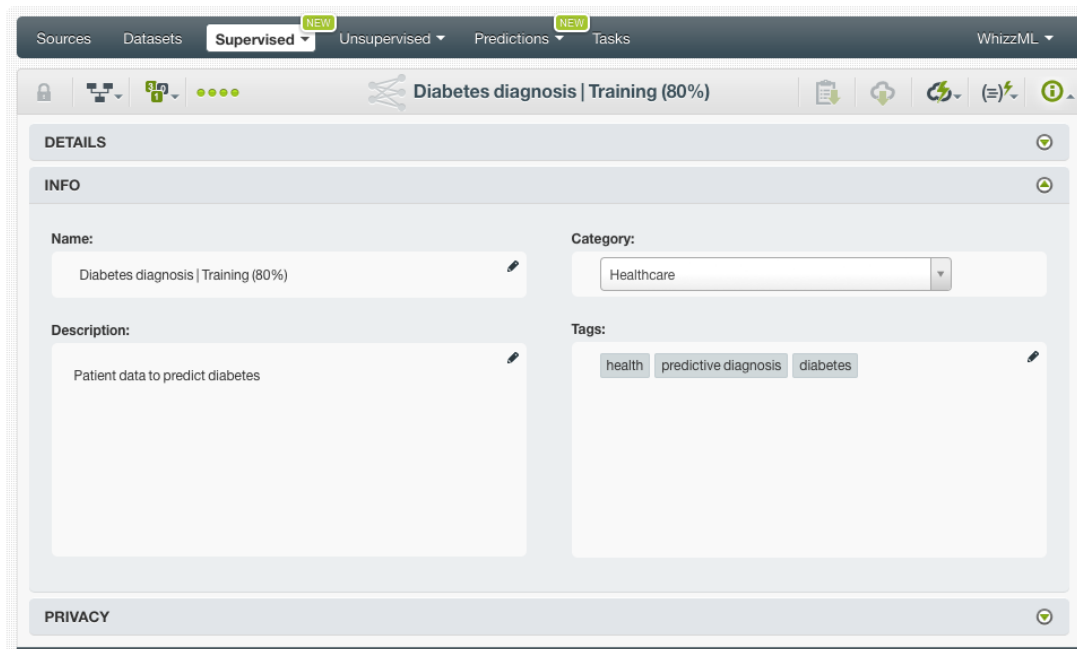 NEW NEW
Sources Datasets Supervised Unsupervised Predictions Tasks WhizzML
Diabetes diagnosis | Training (80%)
DETAILS
INFO
Name: Category:
Diabetes diagnosis | Training (80%) Healthcare
Description: Tags:
Patient data to predict diabetes health predictive diagnosis diabetes
PRIVACY